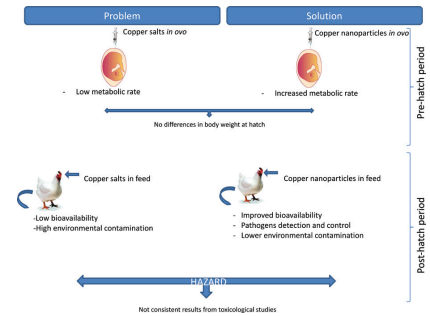 Problem
Solution
Copper salts in ovo
Copper nanoparticles in ovo
- Low metabolic rate
- Increased metabolic rate
No differences in body weight at hatch
Pre-hatch period
Copper salts in feed
Copper nanoparticles in feed
-Low bioavailability
-High environmental contamination
- Improved bioavailability
- Pathogens detection and control
- Lower environmental contamination
Post-hatch period
HAZARD
Not consistent results from toxicological studies